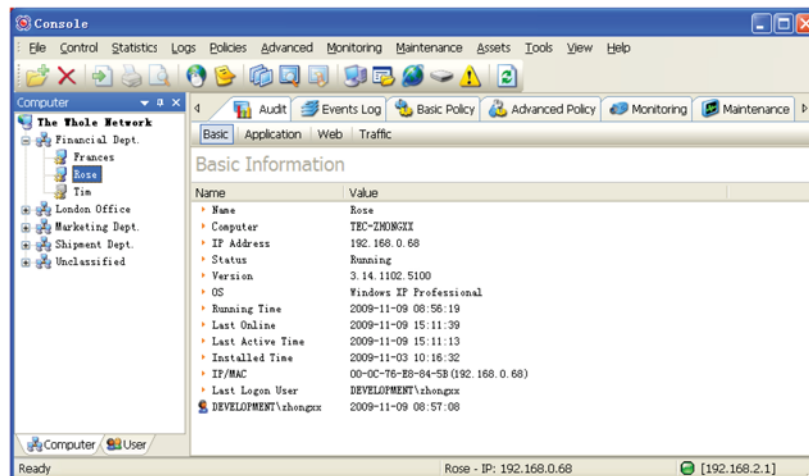 Console
File Control Statistics Logs Policies Advanced Monitoring Maintenance Assets Tools View Help
Computer
The Whole Network
Financial Dept.
Frances
Rose
Tim
London Office
Marketing Dept.
Shipment Dept.
Unclassified
Computer User
Audit Events Log Basic Policy Advanced Policy Monitoring Maintenance
Basic Application Web Traffic
Basic Information
Name Value
Name Rose
Computer TEC-ZHONGXX
IP Address 192.168.0.68
Status Running
Version 3.14.1102.5100
OS Windows XP Professional
Running Time 2009-11-09 08:56:19
Last Online 2009-11-09 15:11:39
Last Active Time 2009-11-09 15:11:13
Installed Time 2009-11-03 10:16:32
IP/MAC 00-0C-76-E8-84-5B(192.168.0.68)
Last Logon User DEVELOPMENT\zhongxx
DEVELOPMENT\zhongxx 2009-11-09 08:57:08
Ready Rose - IP: 192.168.0.68 [192.168.2.1]